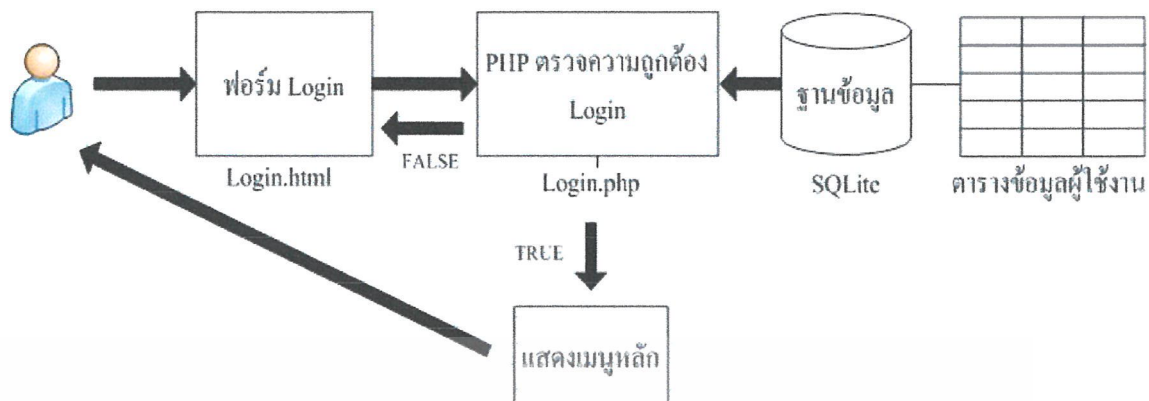 ฟอร์ม Login
Login.html
PHP ตรวจความถูกต้อง
Login
Login.php
FALSE
TRUE
ฐานข้อมูล
SQLite
ตารางข้อมูลผู้ใช้งาน
แสดงเมนูหลัก